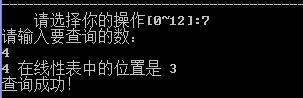 请选择你的操作[0~12]:7
请输入要查询的数:
4
4 在线性表中的位置是 3
查询成功!